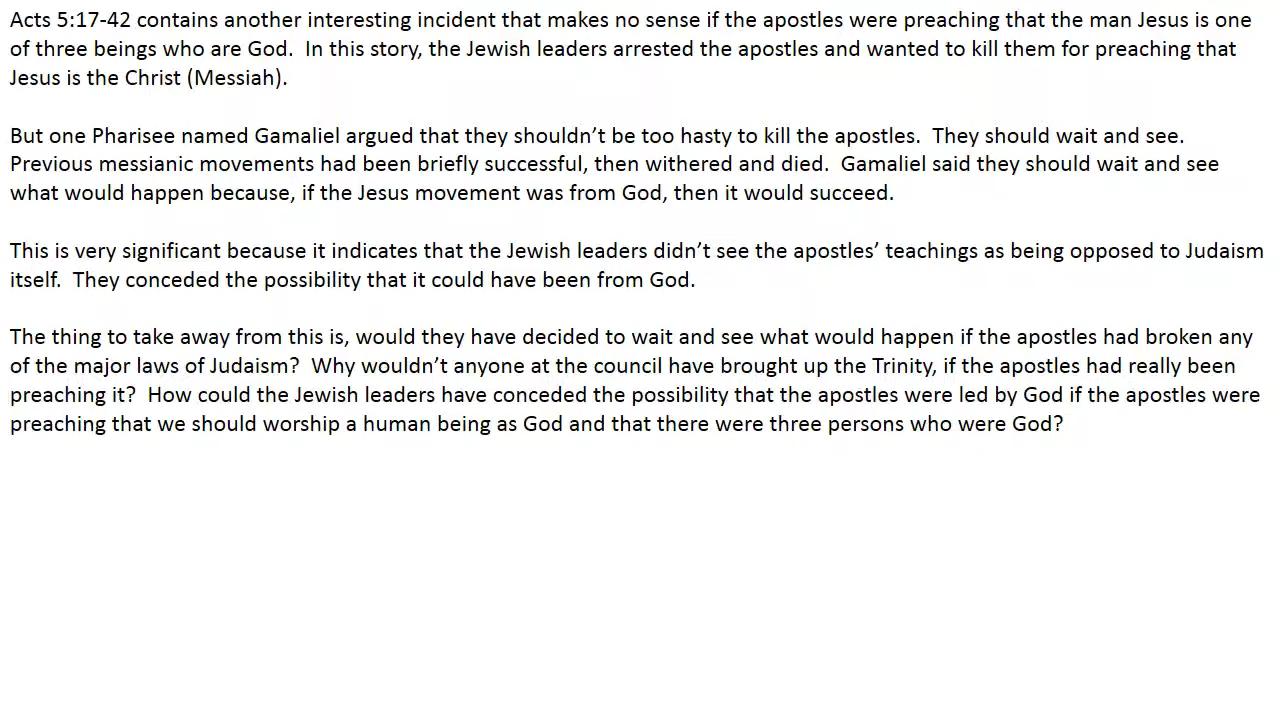 Acts 5:17-42 contains another interesting incident that makes no sense if the apostles were preaching that the man Jesus is one
of three beings who are God.  In this story, the Jewish leaders arrested the apostles and wanted to kill them for preaching that
Jesus is the Christ (Messiah).

But one Pharisee named Gamaliel argued that they shouldn’t be too hasty to kill the apostles.  They should wait and see.
Previous messianic movements had been briefly successful, then withered and died.  Gamaliel said they should wait and see
what would happen because, if the Jesus movement was from God, then it would succeed.

This is very significant because it indicates that the Jewish leaders didn’t see the apostles’ teachings as being opposed to Judaism
itself.  They conceded the possibility that it could have been from God.

The thing to take away from this is, would they have decided to wait and see what would happen if the apostles had broken any
of the major laws of Judaism?  Why wouldn’t anyone at the council have brought up the Trinity, if the apostles had really been
preaching it?  How could the Jewish leaders have conceded the possibility that the apostles were led by God if the apostles were
preaching that we should worship a human being as God and that there were three persons who were God?